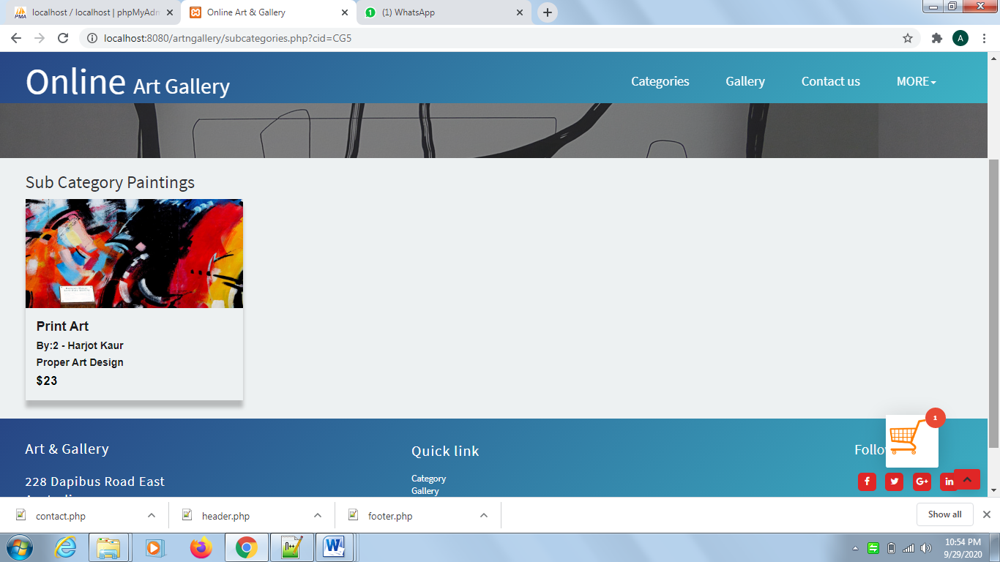 localhost / localhost | phpMyAdm
Online Art & Gallery
(1) WhatsApp
localhost:8080/artngallery/subcategories.php?cid=CG5
A
Online Art Gallery
Categories
Gallery
Contact us
MORE
Sub Category Paintings
Print Art
By:2 - Harjot Kaur
Proper Art Design
$23
1
Art & Gallery
Quick link
Follo
228 Dapibus Road East
Category
Gallery
contact.php
header.php
footer.php
Show all
10:54 PM
9/29/2020